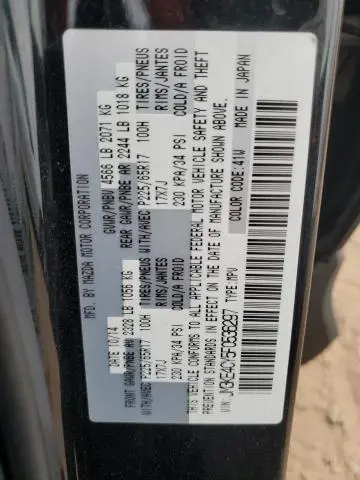 MFD. BY MAZDA MOTOR CORPORATION
DATE 10/14 GVWR/PNBV 4566 LB 2071 KG
FRONT GAWR/PNBE AV 2328 LB 1056 KG REAR GAWR/PNBE AR 2244 LB 1018 KG
WITH/AVEC P225/65R17 100H TIRES/PNEUS WITH/AVEC P225/65R17 100H TIRES/PNEUS
17X7J RIMS/JANTES 17X7J RIMS/JANTES
230 KPA/34 PSI COLD/A FROID 230 KPA/34 PSI COLD/A FROID
THIS VEHICLE CONFORMS TO ALL APPLICABLE FEDERAL MOTOR VEHICLE SAFETY AND THEFT
PREVENTION STANDARDS IN EFFECT ON THE DATE OF MANUFACTURE SHOWN ABOVE.
COLOR CODE:41W MADE IN JAPAN
VIN: TYPE:MPV